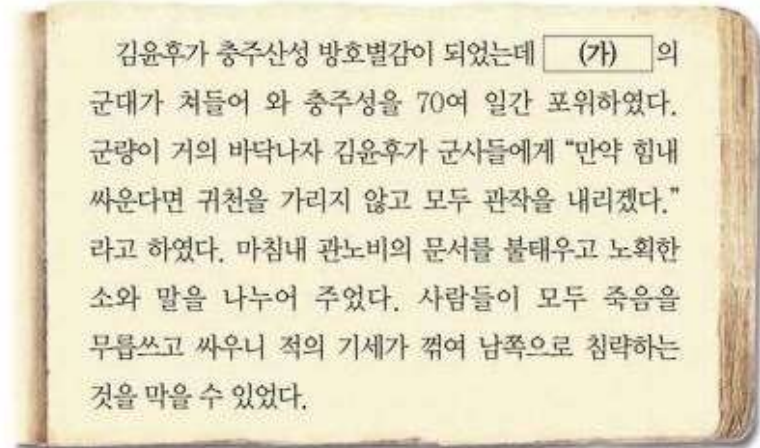 김윤후가 충주산성 방호별감이 되었는데 (가) 의
군대가 쳐들어 와 충주성을 70여 일간 포위하였다.
군량이 거의 바닥나자 김윤후가 군사들에게 “만약 힘내
싸운다면 귀천을 가리지 않고 모두 관작을 내리겠다.”
라고 하였다. 마침내 관노비의 문서를 불태우고 노획한
소와 말을 나누어 주었다. 사람들이 모두 죽음을
무릅쓰고 싸우니 적의 기세가 꺾여 남쪽으로 침략하는
것을 막을 수 있었다.